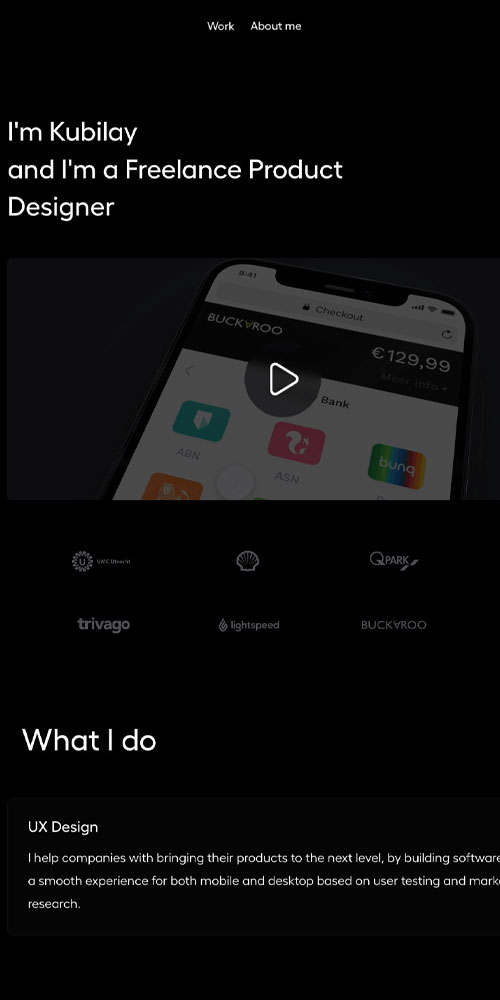 Work About me
I'm Kubilay
and I'm a Freelance Product
Designer
9:41
Checkout
BUCKAROO
€129,99
Meer info
Bank
ABN
ASN
bunq
UMC Utrecht
QPARK
trivago
lightspeed
BUCKAROO
What I do
UX Design
I help companies with bringing their products to the next level, by building software
a smooth experience for both mobile and desktop based on user testing and mark
research.